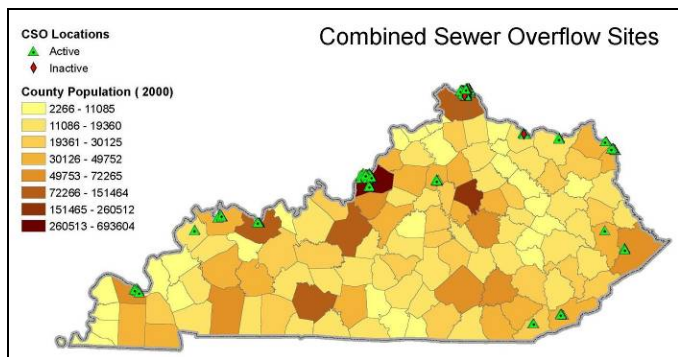 Combined Sewer Overflow Sites
CSO Locations
Active
Inactive
County Population ( 2000)
2266 - 11085
11086 - 19360
19361 - 30125
30126 - 49752
49753 - 72265
72266 - 151464
151465 - 260512
260513 - 693604